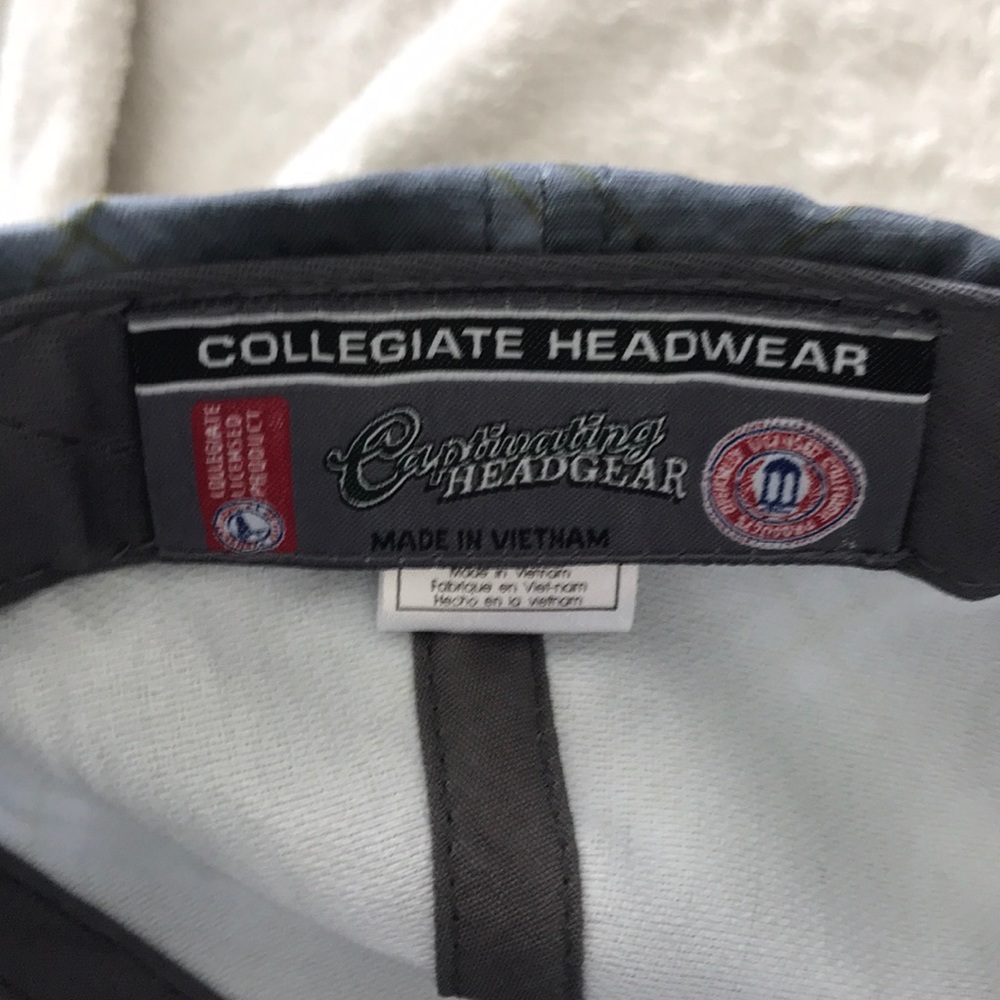 COLLEGIATE HEADWEAR
COLLEGIATE
LICENSED
PRODUCT
Captivating
HEADGEAR
MADE IN VIETNAM
Made in Vietnam
Fabrique en Viet-nam
Hecho en la vietnam